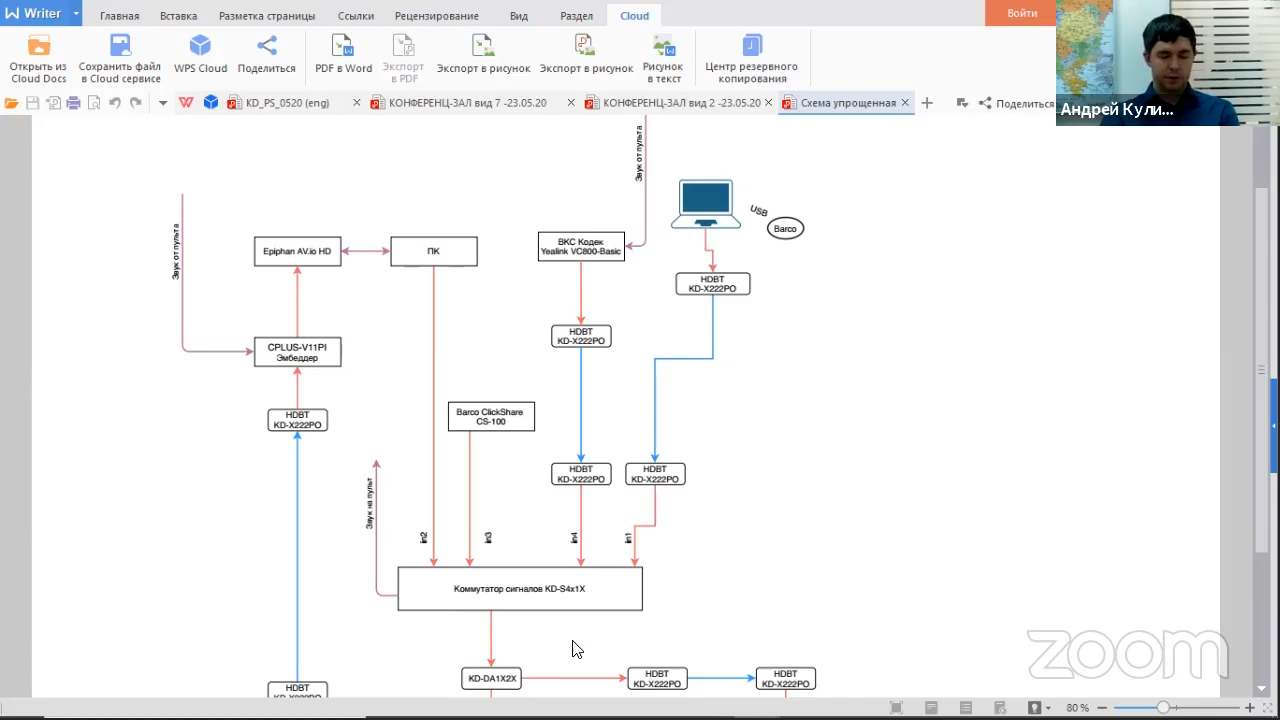 Writer
Главная
Вставка
Разметка страницы
Ссылки
Рецензирование
Вид
Раздел
Cloud
Войти
Открыть из
Cloud Docs
Сохранить файл
в Cloud сервисе
WPS Cloud
Поделиться
PDF в Word
Экспорт
в PDF
Экспорт в рисунок
Экспорт в рисунок
Рисунок
в текст
Центр резервного
копирования
KD_PS_0520 (eng)
КОНФЕРЕНЦ-ЗАЛ вид 7 -23.05.20
КОНФЕРЕНЦ-ЗАЛ вид 2 -23.05.20
Схема упрощенная
Поделиться
Андрей Кули...
Звук от пульта
Звук от пульта
USB
Barco
Epiphan AV.io HD
ПК
ВКС Кодек
Yealink VC800-Basic
HDBT
KD-X222PO
HDBT
KD-X222PO
CPLUS-V11PI
Эмбеддер
HDBT
KD-X222PO
Barco ClickShare
CS-100
HDBT
KD-X222PO
HDBT
KD-X222PO
Звук на пульт
in2
in3
in4
in1
Коммутатор сигналов KD-S4x1X
KD-DA1X2X
HDBT
KD-X222PO
HDBT
KD-X222PO
HDBT
KD-X222PO
zoom
80 %